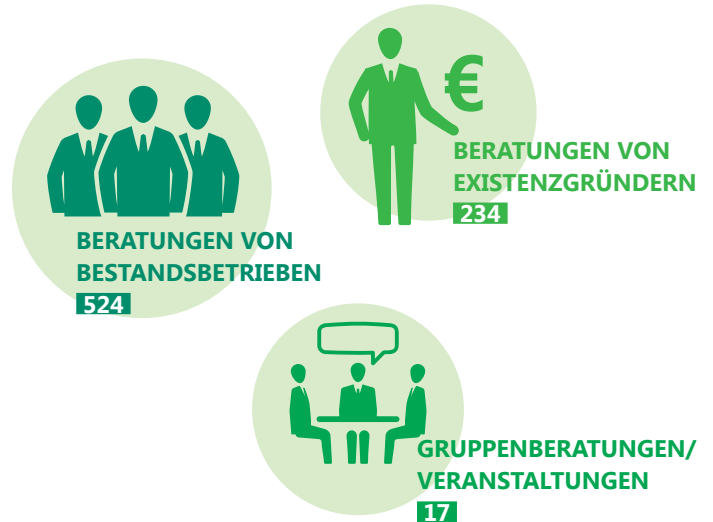 €
BERATUNGEN VON
EXISTENZGRÜNDERN
234
BERATUNGEN VON
BESTANDSBETRIEBEN
524
GRUPPENBERATUNGEN/
VERANSTALTUNGEN
17